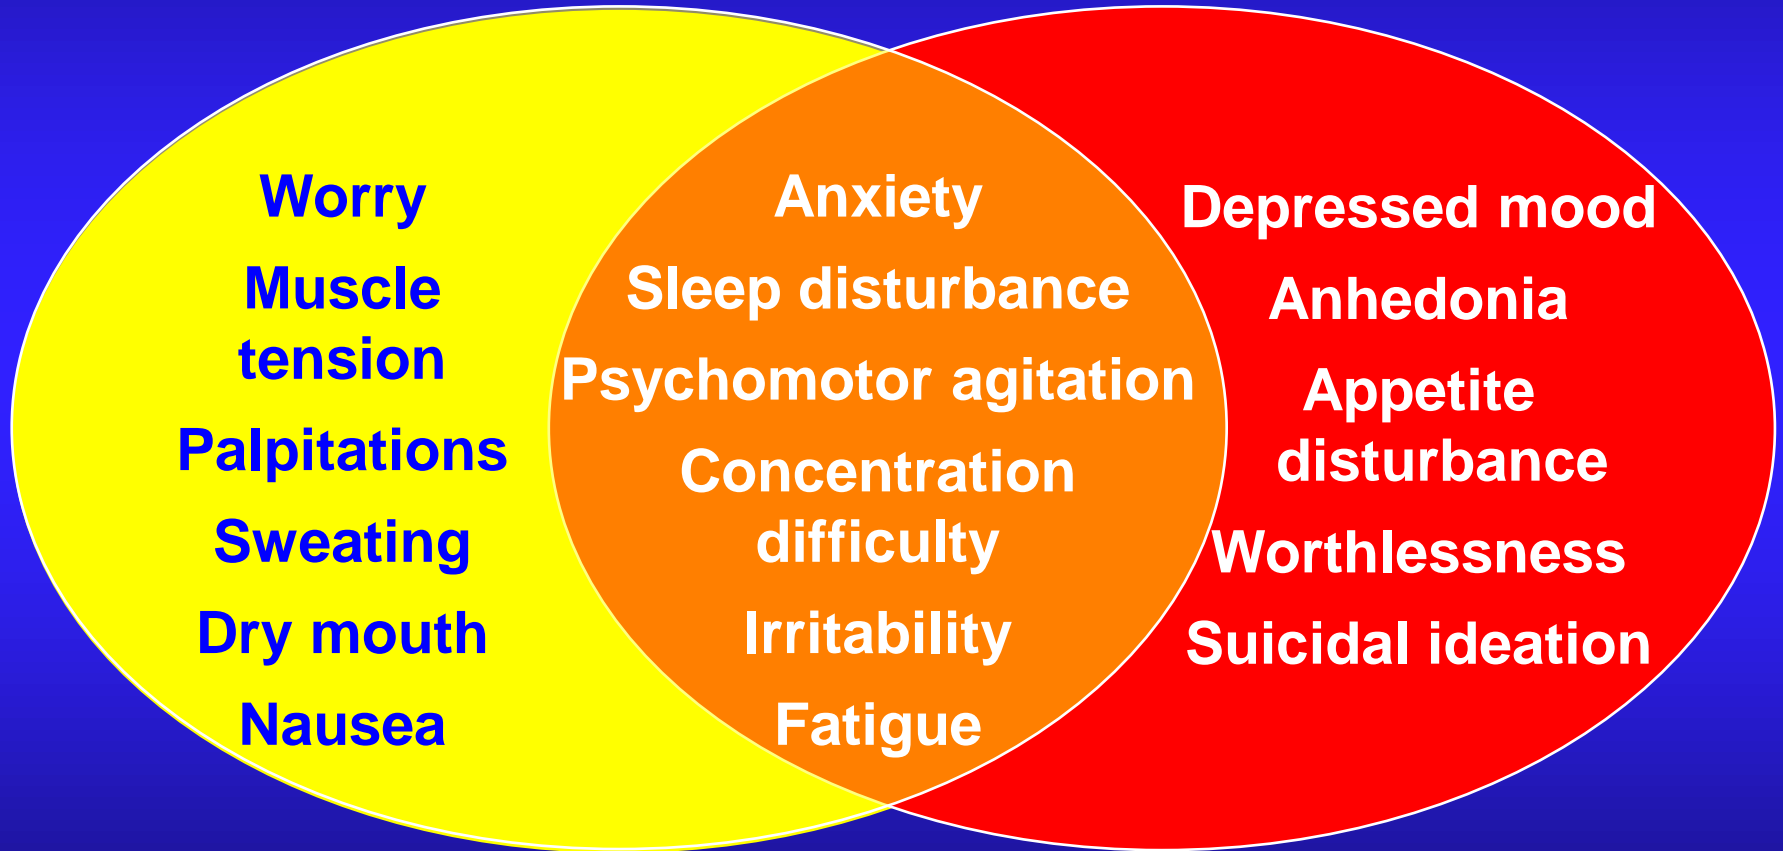 Worry
Muscle
tension
Palpitations
Sweating
Dry mouth
Nausea
Anxiety
Sleep disturbance
Psychomotor agitation
Concentration
difficulty
Irritability
Fatigue
Depressed mood
Anhedonia
Appetite
disturbance
Worthlessness
Suicidal ideation